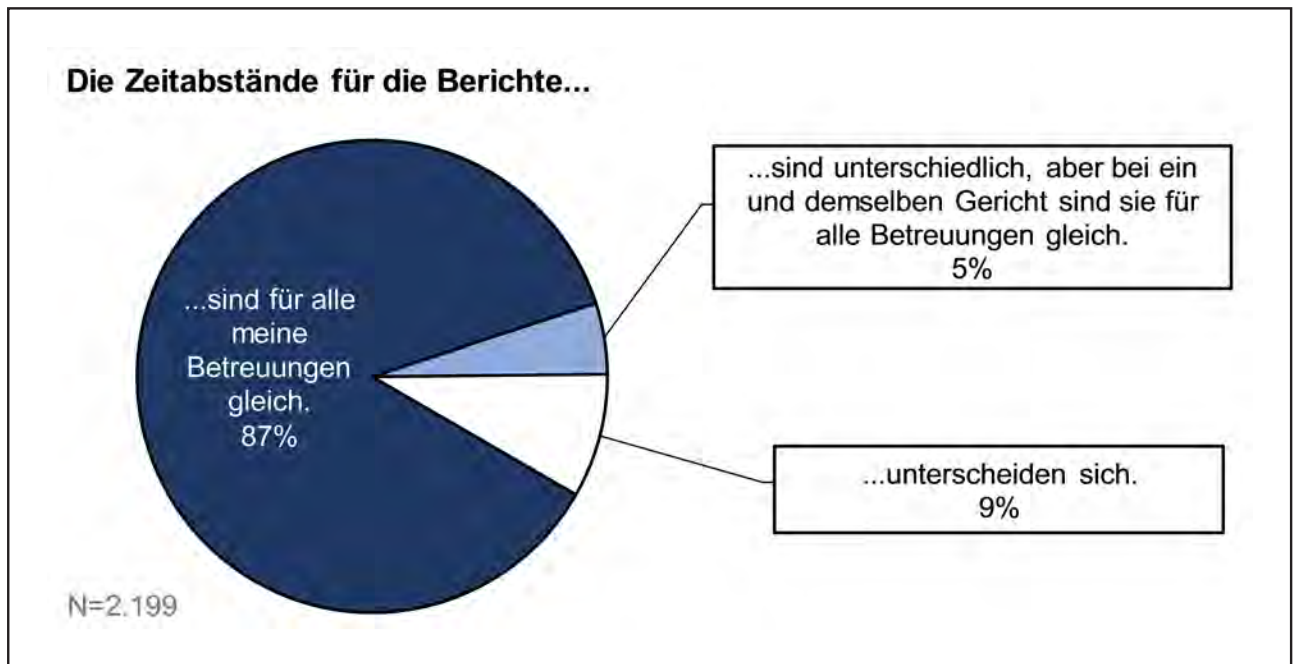 Die Zeitabstände für die Berichte...
...sind unterschiedlich, aber bei ein
und demselben Gericht sind sie für
alle Betreuungen gleich.
5%
...sind für alle
meine
Betreuungen
gleich.
87%
...unterscheiden sich.
9%
N=2.199